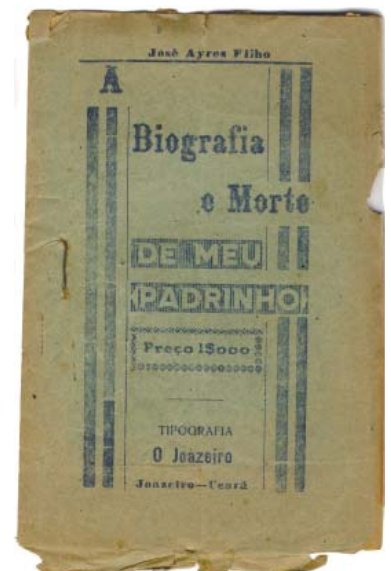 José Ayres Filho
A
Biografia
e Morte
DE MEU
PADRINHO
Preço 1$000
TIPOGRAFIA
O Joazeiro
Joazeiro—Ceará